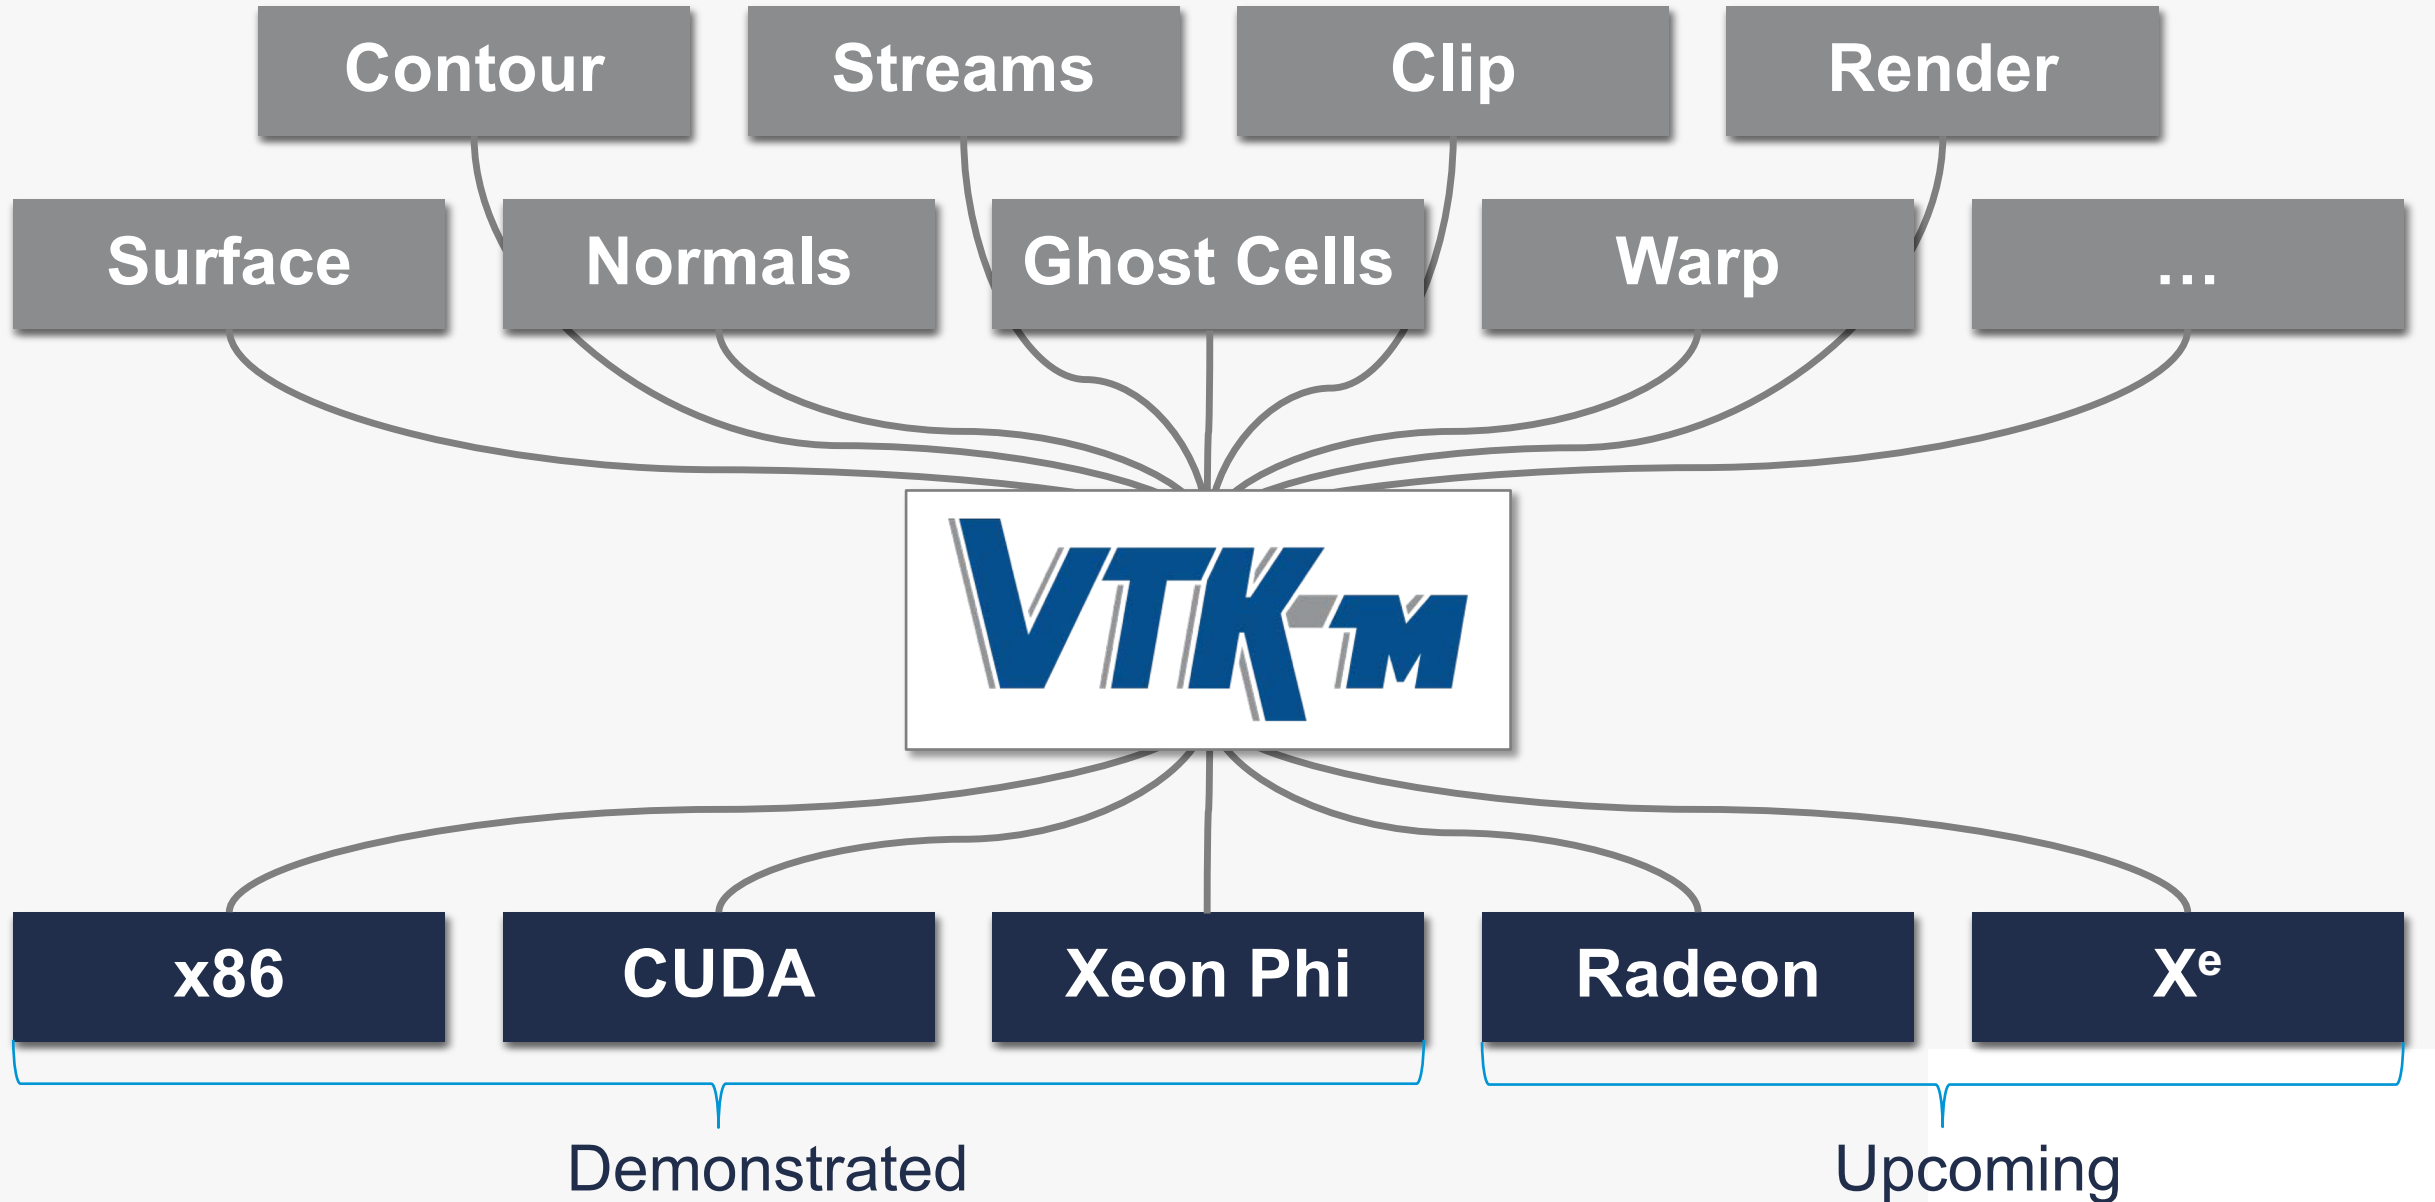 Contour Streams Clip Render
Surface Normals Ghost Cells Warp ...
VTK-m
x86 CUDA Xeon Phi Radeon Xᵉ
Demonstrated Upcoming